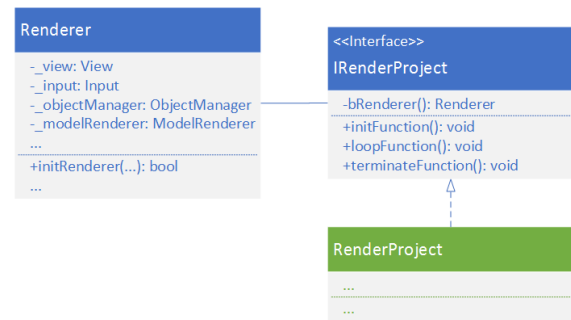 Renderer
-_view: View
-_input: Input
-_objectManager: ObjectManager
-_modelRenderer: ModelRenderer
...
+initRenderer(...): bool
...
<<Interface>>
IRenderProject
-bRenderer(): Renderer
+initFunction(): void
+loopFunction(): void
+terminateFunction(): void
RenderProject
...
...